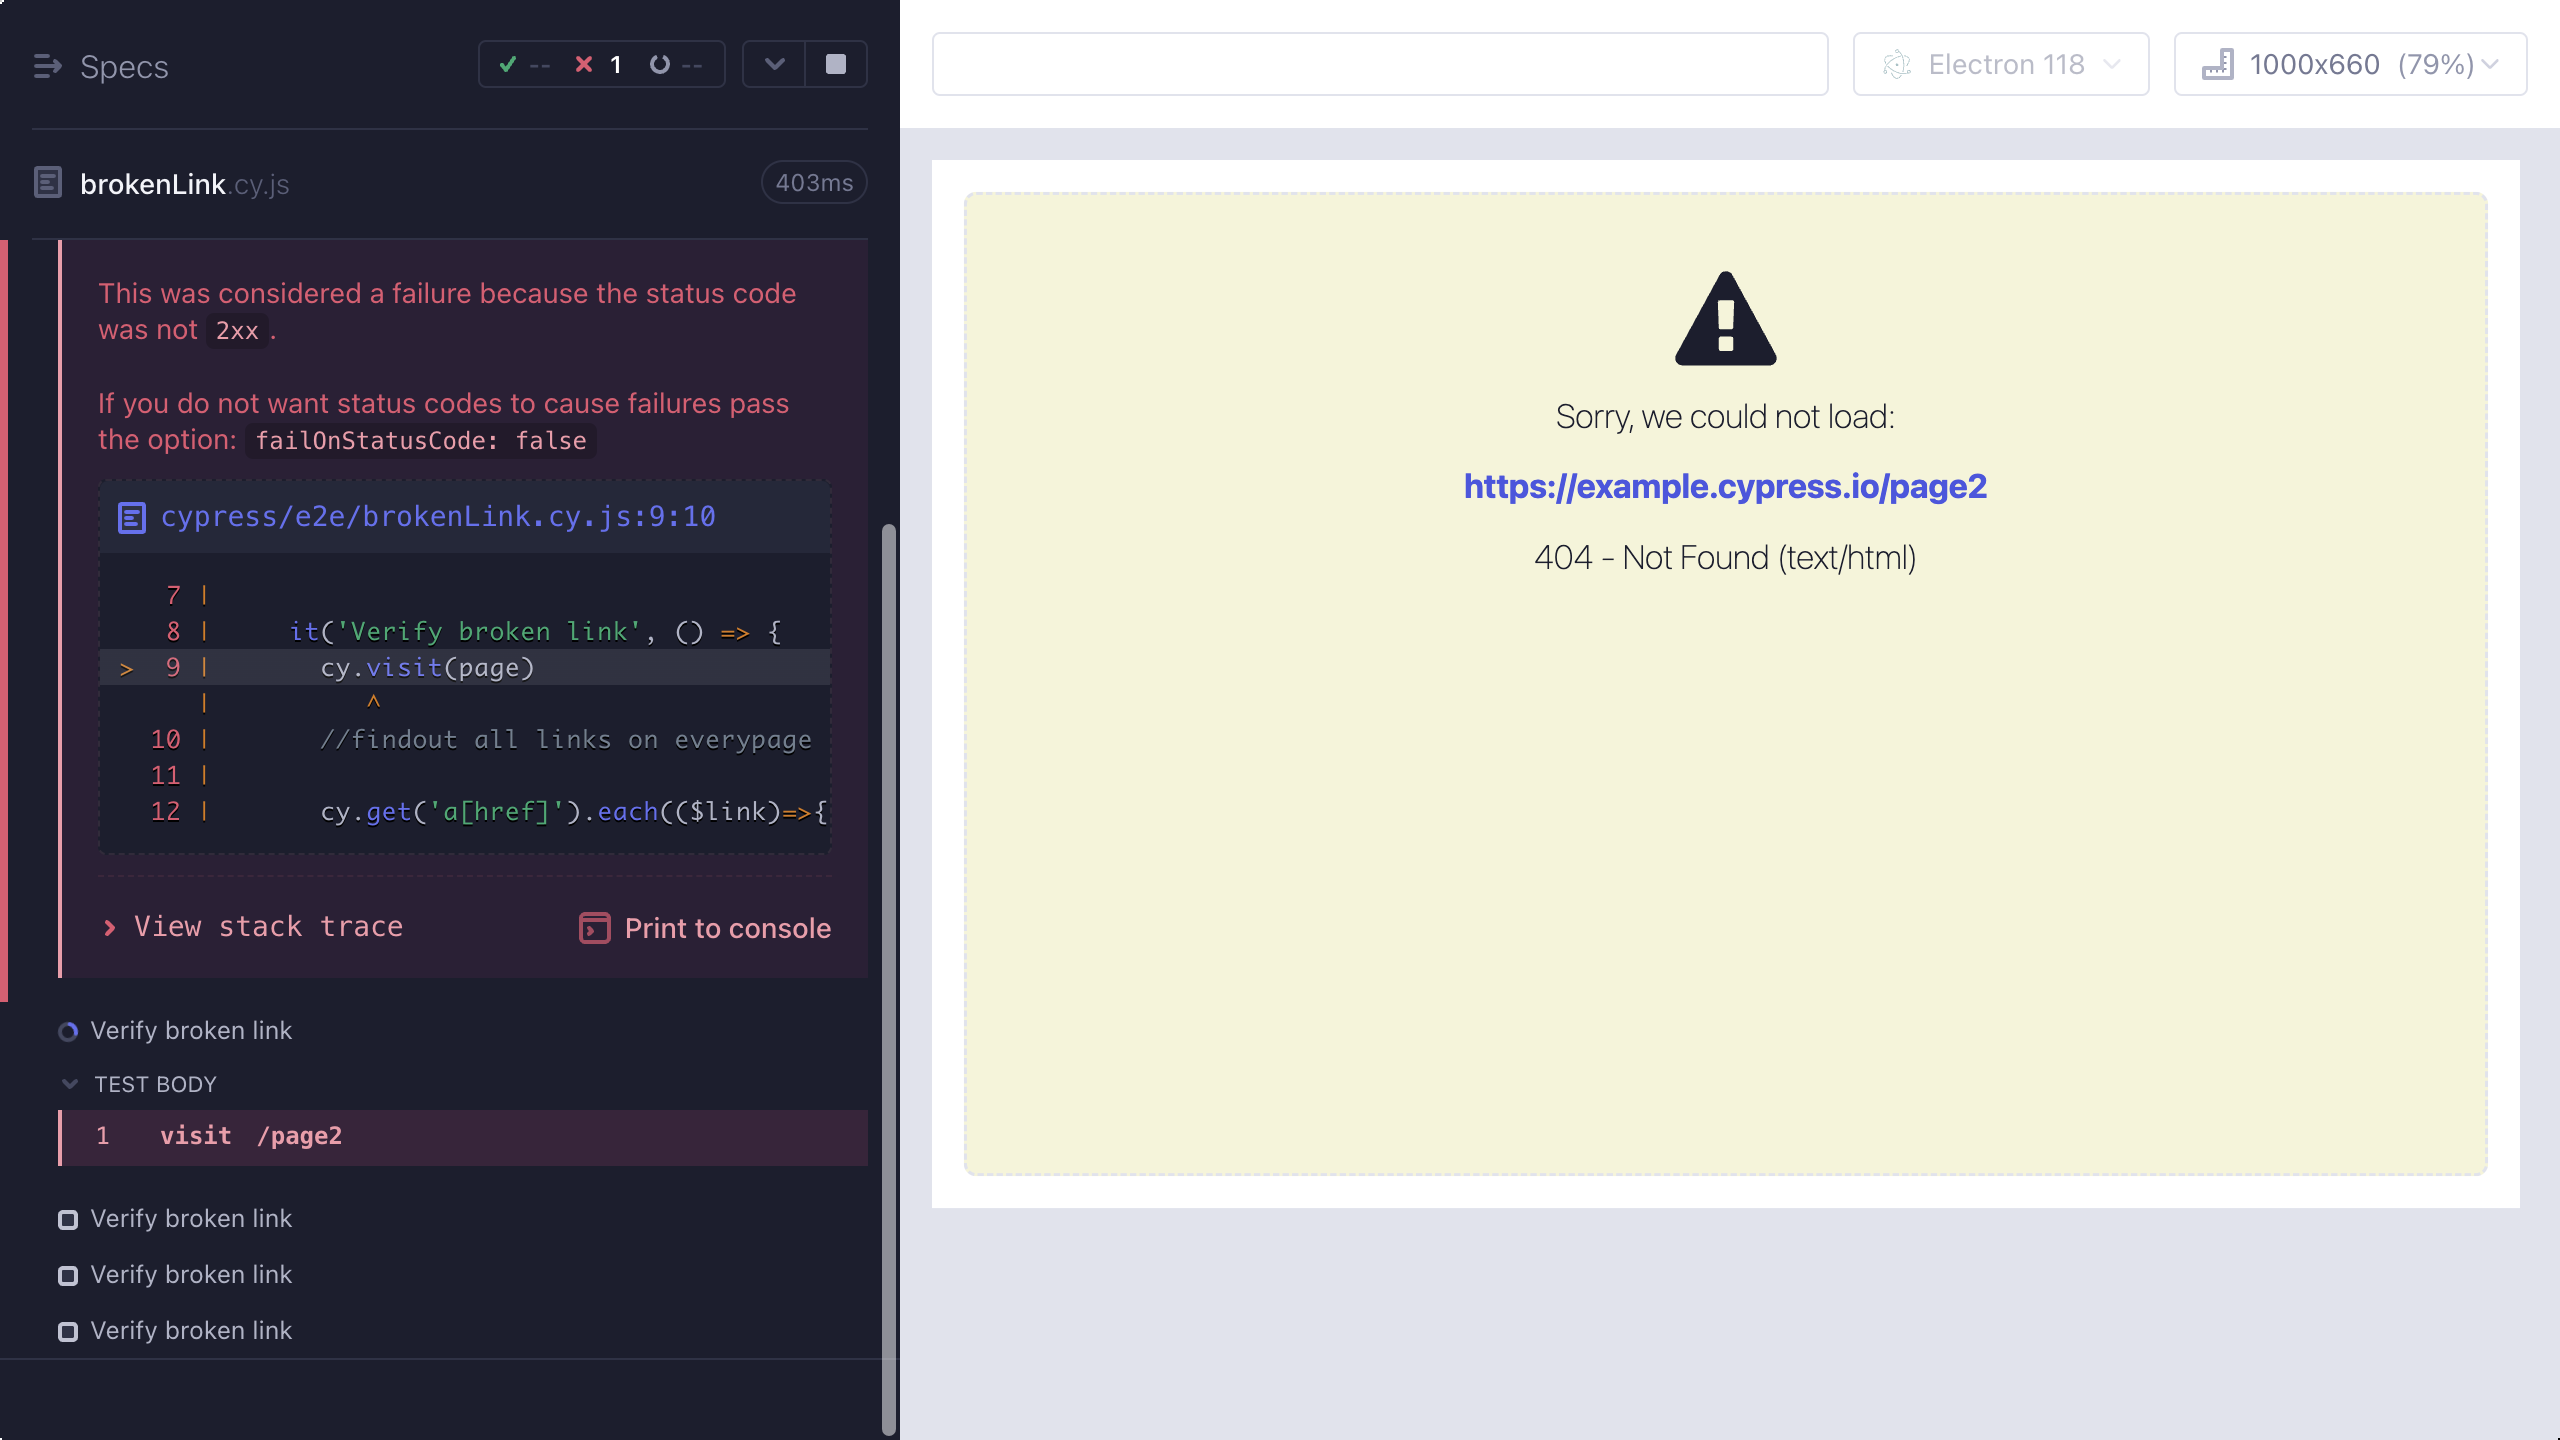 Specs
-- 1 --
brokenLink.cy.js
403ms
This was considered a failure because the status code
was not 2xx.
If you do not want status codes to cause failures pass
the option: failOnStatusCode: false
cypress/e2e/brokenLink.cy.js:9:10
7 |
8 | it('Verify broken link', () => {
> 9 | cy.visit(page)
| ^
10 | //findout all links on everypage
11 |
12 | cy.get('a[href]').each(($link)=>{
View stack trace
Print to console
Verify broken link
TEST BODY
1 visit /page2
Verify broken link
Verify broken link
Verify broken link
Electron 118
1000x660 (79%)
Sorry, we could not load:
https://example.cypress.io/page2
404 - Not Found (text/html)